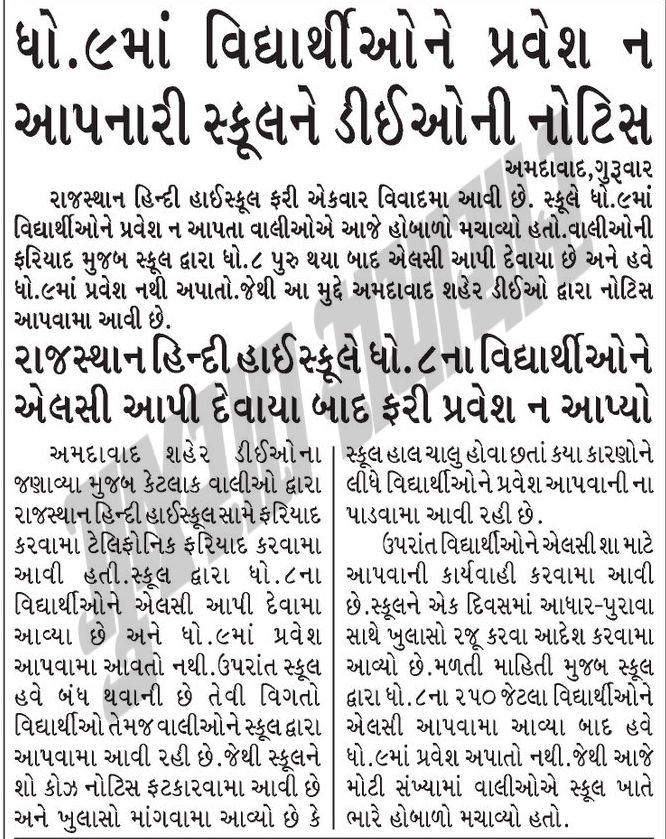 ધો.૯માં વિદ્યાર્થીઓને પ્રવેશ ન
આપનારી સ્કૂલને ડીઈઓની નોટિસ
અમદાવાદ,ગુરૂવાર
રાજસ્થાન હિન્દી હાઈસ્કૂલ ફરી એકવાર વિવાદમા આવી છે. સ્કૂલે ધો.૯માં
વિદ્યાર્થીઓને પ્રવેશ ન આપતા વાલીઓએ આજે હોબાળો મચાવ્યો હતો.વાલીઓની
ફરિયાદ મુજબ સ્કૂલ દ્વારા ધો.૮ પુરુ થયા બાદ એલસી આપી દેવાયા છે અને હવે
ધો.૯માં પ્રવેશ નથી અપાતો.જેથી આ મુદ્દે અમદાવાદ શહેર ડીઈઓ દ્વારા નોટિસ
આપવામા આવી છે.
રાજસ્થાન હિન્દી હાઈસ્કૂલે ધો.૮ના વિદ્યાર્થીઓને
એલસી આપી દેવાયા બાદ ફરી પ્રવેશ ન આપ્યો
અમદાવાદ શહેર ડીઈઓના
જણાવ્યા મુજબ કેટલાક વાલીઓ દ્વારા
રાજસ્થાન હિન્દી હાઈસ્કૂલ સામે ફરિયાદ
કરવામા ટેલિફોનિક ફરિયાદ કરવામા
આવી હતી.સ્કૂલ દ્વારા ધો.૮ના
વિદ્યાર્થીઓને એલસી આપી દેવામા
આવ્યા છે અને ધો.૯માં પ્રવેશ
આપવામા આવતો નથી.ઉપરાંત સ્કૂલ
હવે બંધ થવાની છે તેવી વિગતો
વિદ્યાર્થીઓ તેમજ વાલીઓને સ્કૂલ દ્વારા
આપવામા આવી રહી છે.જેથી સ્કૂલને
શો કોઝ નોટિસ ફટકારવામા આવી છે
અને ખુલાસો માંગવામા આવ્યો છે કે
સ્કૂલ હાલ ચાલુ હોવા છતાં કયા કારણોને
લીધે વિદ્યાર્થીઓને પ્રવેશ આપવાની ના
પાડવામા આવી રહી છે.
ઉપરાંત વિદ્યાર્થીઓને એલસી શા માટે
આપવાની કાર્યવાહી કરવામા આવી
છે.સ્કૂલને એક દિવસમાં આધાર-પુરાવા
સાથે ખુલાસો રજૂ કરવા આદેશ કરવામા
આવ્યો છે.મળતી માહિતી મુજબ સ્કૂલ
દ્વારા ધો.૮ના ૨૫૦ જેટલા વિદ્યાર્થીઓને
એલસી આપવામા આવ્યા બાદ હવે
ધો.૯માં પ્રવેશ અપાતો નથી.જેથી આજે
મોટી સંખ્યામાં વાલીઓએ સ્કૂલ ખાતે
ભારે હોબાળો મચાવ્યો હતો.